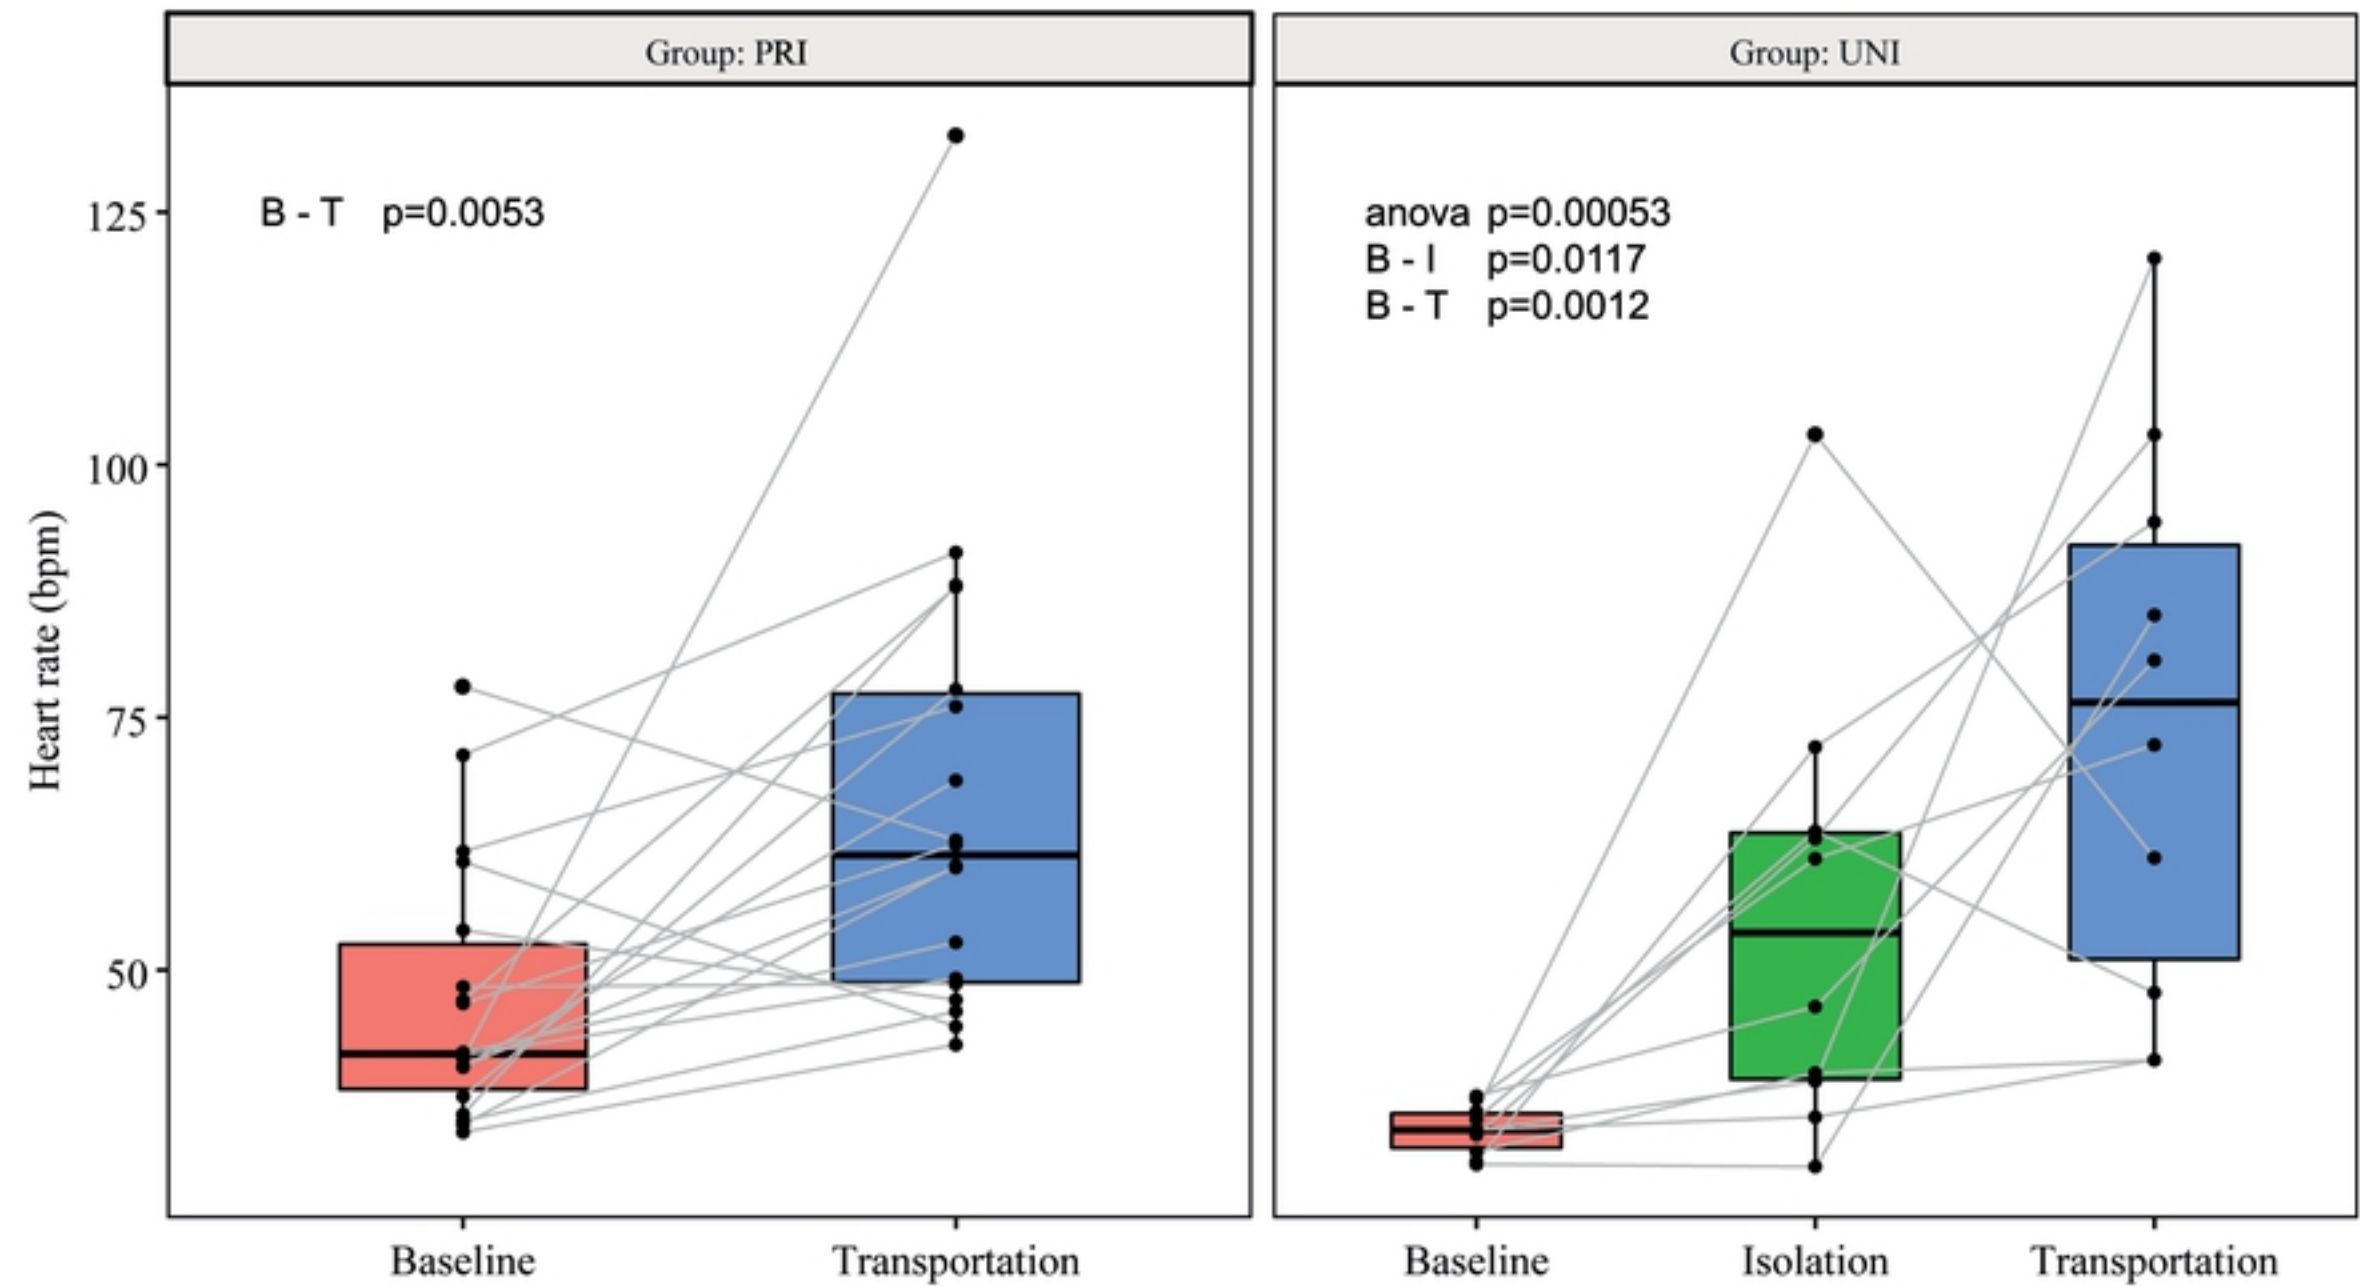 Group: PRI
Group: UNI
Heart rate (bpm)
125
100
75
50
B - T p=0.0053
anova p=0.00053
B - I p=0.0117
B - T p=0.0012
Baseline
Transportation
Baseline
Isolation
Transportation